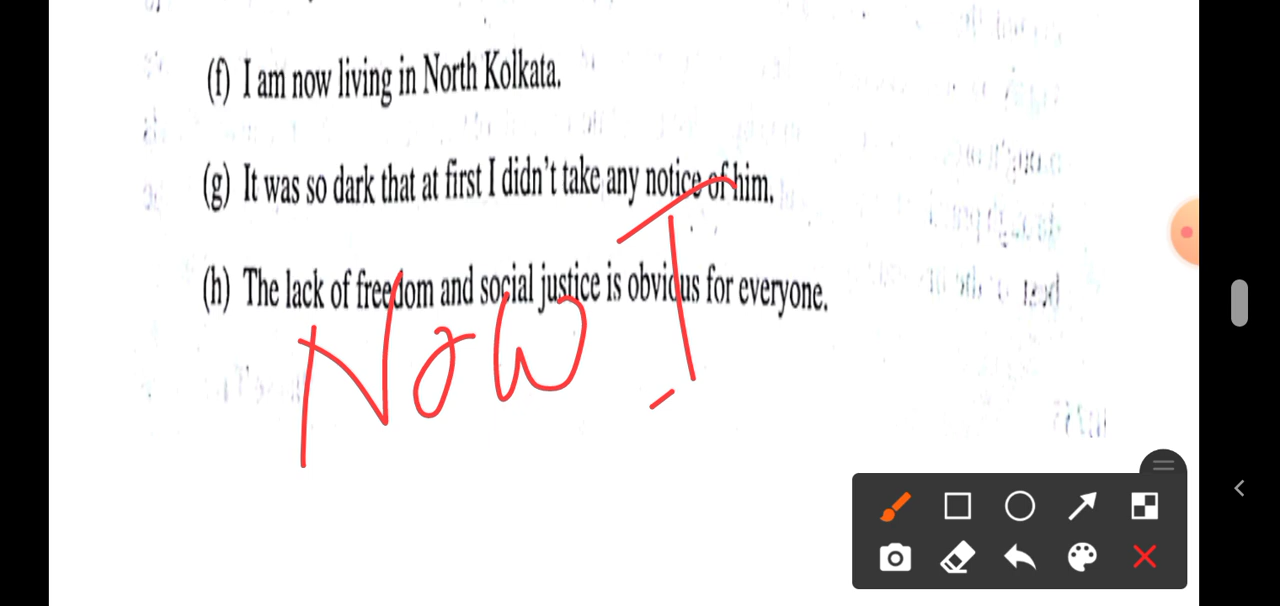 (f) I am now living in North Kolkata.
(g) It was so dark that at first I didn't take any notice of him.
(h) The lack of freedom and social justice is obvious for everyone.
Now I